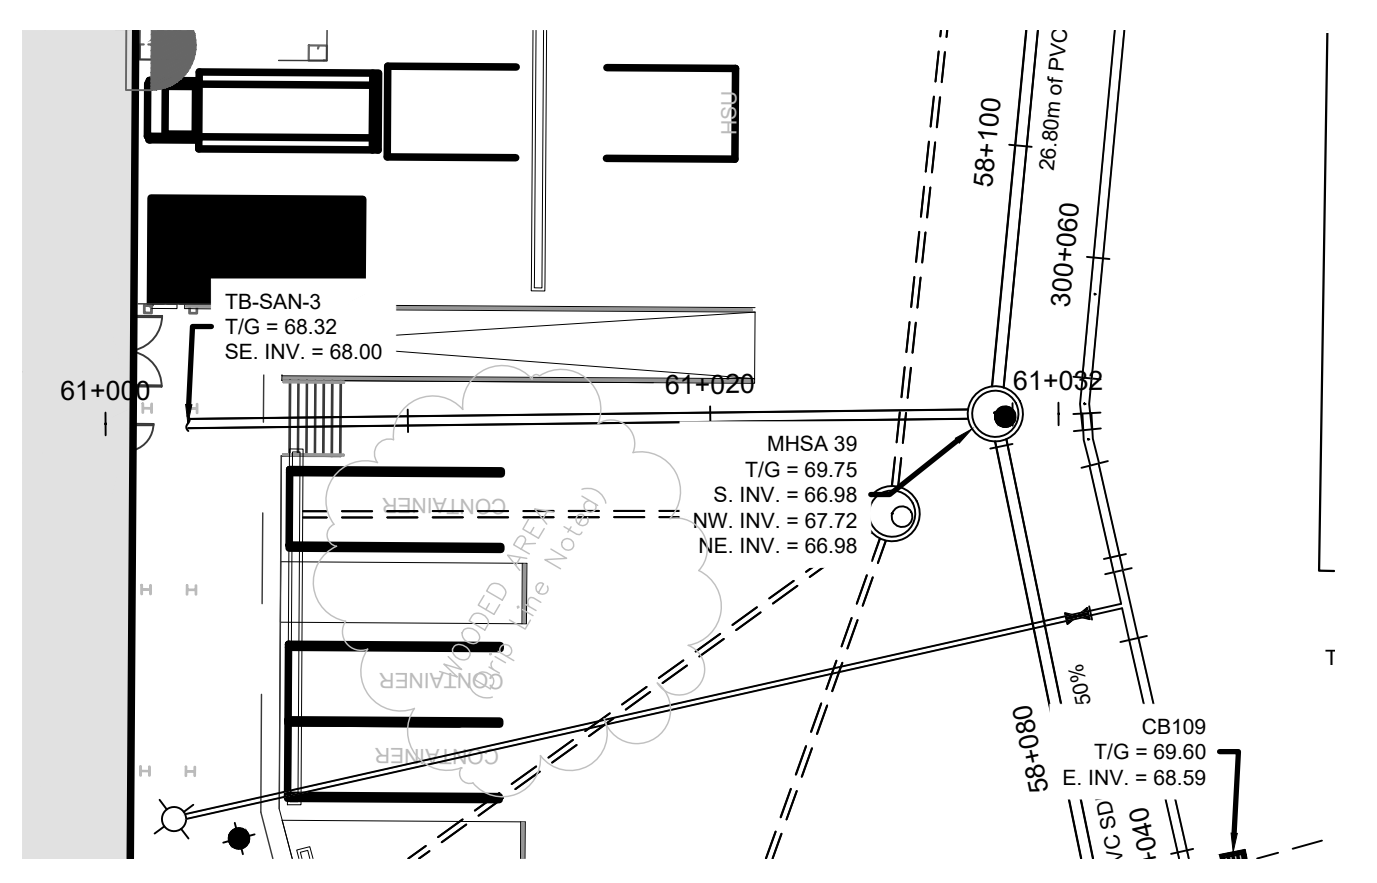 HSU
58+100
26.80m of PVC
300+060
TB-SAN-3
T/G = 68.32
SE. INV. = 68.00
61+000
61+020
61+032
MHSA 39
T/G = 69.75
S. INV. = 66.98
NW. INV. = 67.72
NE. INV. = 66.98
CONTAINER
WOODED AREA
(Drip Line Noted)
H H
H H
CONTAINER
CONTAINER
H H
50%
58+080
CB109
T/G = 69.60
E. INV. = 68.59
+040
T